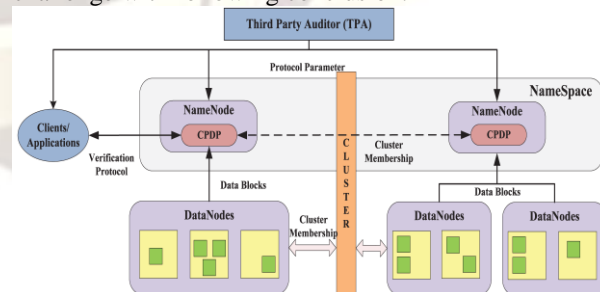 Third Party Auditor (TPA)
Protocol Parameter
NameSpace
NameNode
CPDP
NameNode
CPDP
Clients/
Applications
Verification
Protocol
Cluster
Membership
CLUSTER
Data Blocks
Data Blocks
DataNodes
Cluster
Membership
DataNodes
DataNodes